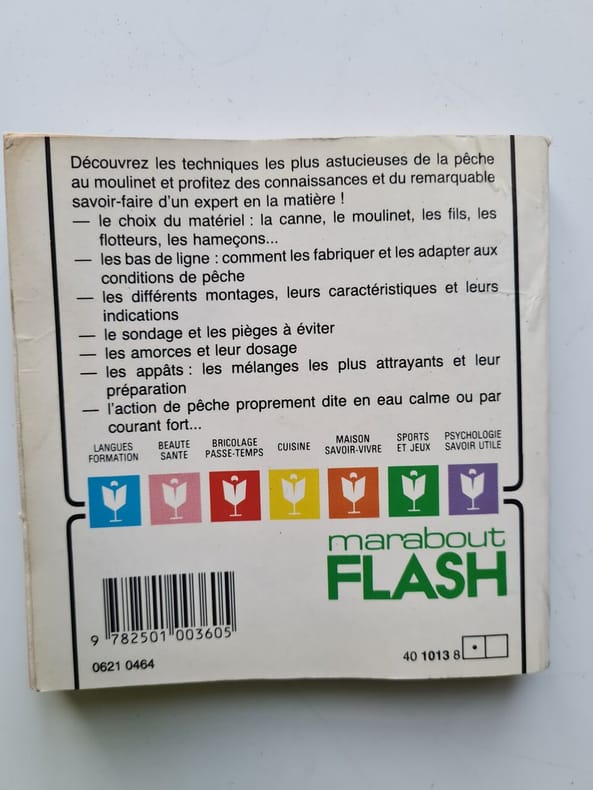 Découvrez les techniques les plus astucieuses de la pêche
au moulinet et profitez des connaissances et du remarquable
savoir-faire d'un expert en la matière !
— le choix du matériel : la canne, le moulinet, les fils, les
flotteurs, les hameçons...
— les bas de ligne : comment les fabriquer et les adapter aux
conditions de pêche
— les différents montages, leurs caractéristiques et leurs
indications
— le sondage et les pièges à éviter
— les amorces et leur dosage
— les appâts : les mélanges les plus attrayants et leur
préparation
— l'action de pêche proprement dite en eau calme ou par
courant fort...
LANGUES
FORMATION
BEAUTE
SANTE
BRICOLAGE
PASSE-TEMPS
CUISINE
MAISON
SAVOIR-VIVRE
SPORTS
ET JEUX
PSYCHOLOGIE
SAVOIR UTILE
marabout
FLASH
9 782501 003605
0621 0464
40 1013 8